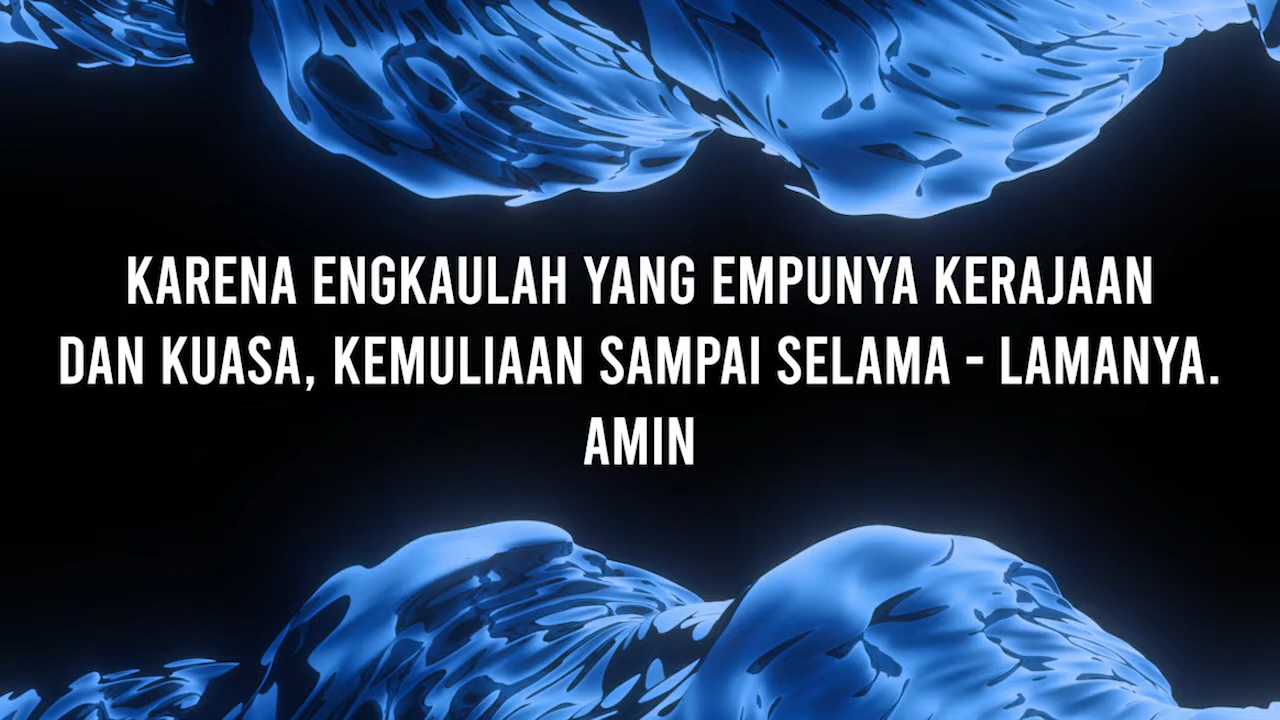 KARENA ENGKAULAH YANG EMPUNYA KERAJAAN
DAN KUASA, KEMULIAAN SAMPAI SELAMA - LAMANYA.
AMIN